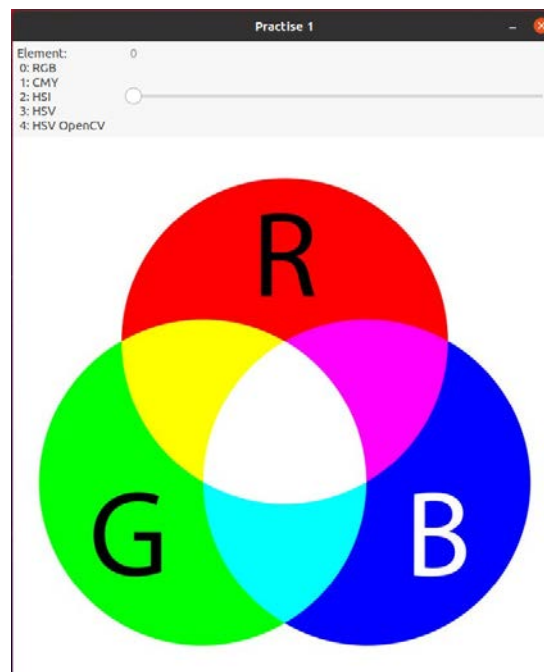 Practise 1
Element: 0
0: RGB
1: CMY
2: HSI
3: HSV
4: HSV OpenCV
R
G B